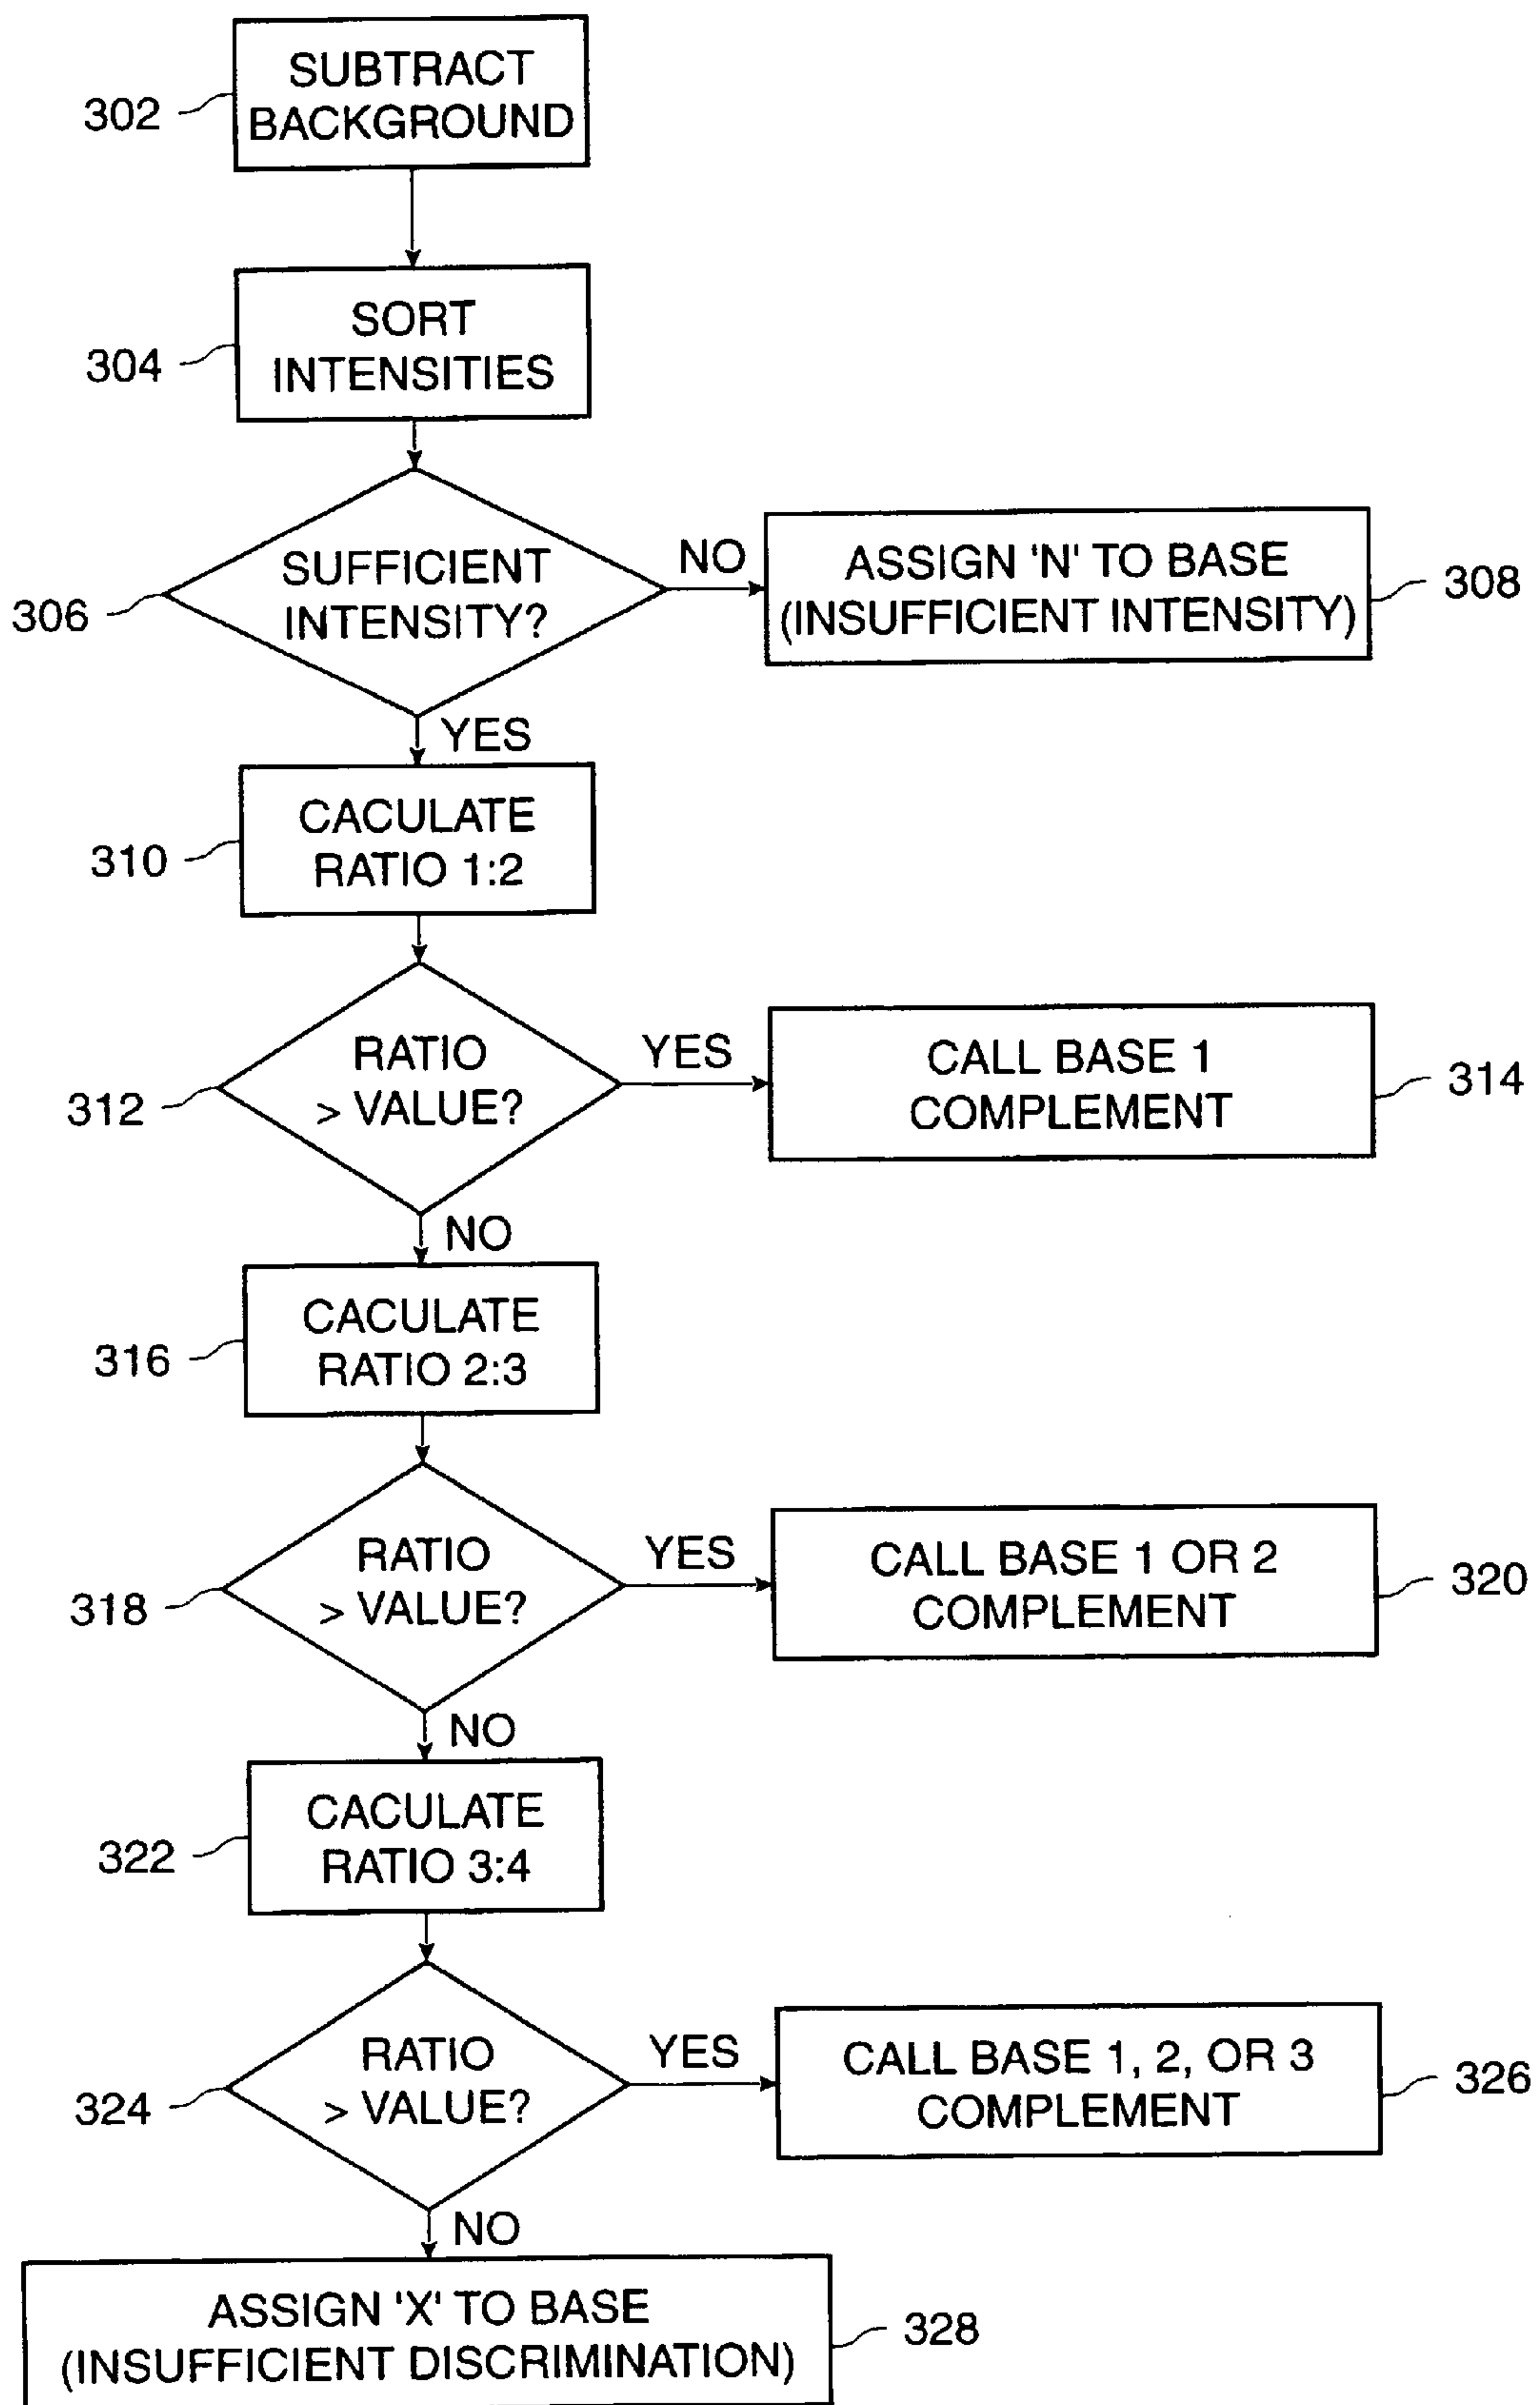 SUBTRACT
BACKGROUND
302
SORT
INTENSITIES
304
SUFFICIENT
INTENSITY?
306
NO
ASSIGN 'N' TO BASE
(INSUFFICIENT INTENSITY)
308
YES
CACULATE
RATIO 1:2
310
RATIO
> VALUE?
312
YES
CALL BASE 1
COMPLEMENT
314
NO
CACULATE
RATIO 2:3
316
RATIO
> VALUE?
318
YES
CALL BASE 1 OR 2
COMPLEMENT
320
NO
CACULATE
RATIO 3:4
322
RATIO
> VALUE?
324
YES
CALL BASE 1, 2, OR 3
COMPLEMENT
326
NO
ASSIGN 'X' TO BASE
(INSUFFICIENT DISCRIMINATION)
328